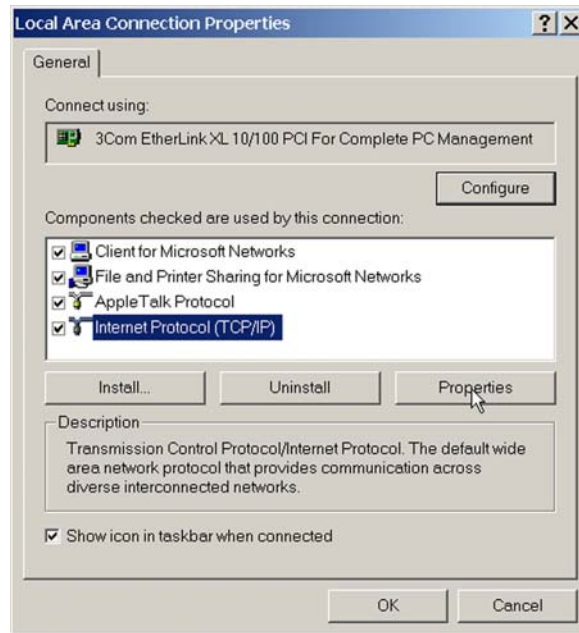 Local Area Connection Properties
General
Connect using:
3Com EtherLink XL 10/100 PCI For Complete PC Management
Configure
Components checked are used by this connection:
Client for Microsoft Networks
File and Printer Sharing for Microsoft Networks
AppleTalk Protocol
Internet Protocol (TCP/IP)
Install... Uninstall Properties
Description
Transmission Control Protocol/Internet Protocol. The default wide
area network protocol that provides communication across
diverse interconnected networks.
Show icon in taskbar when connected
OK Cancel